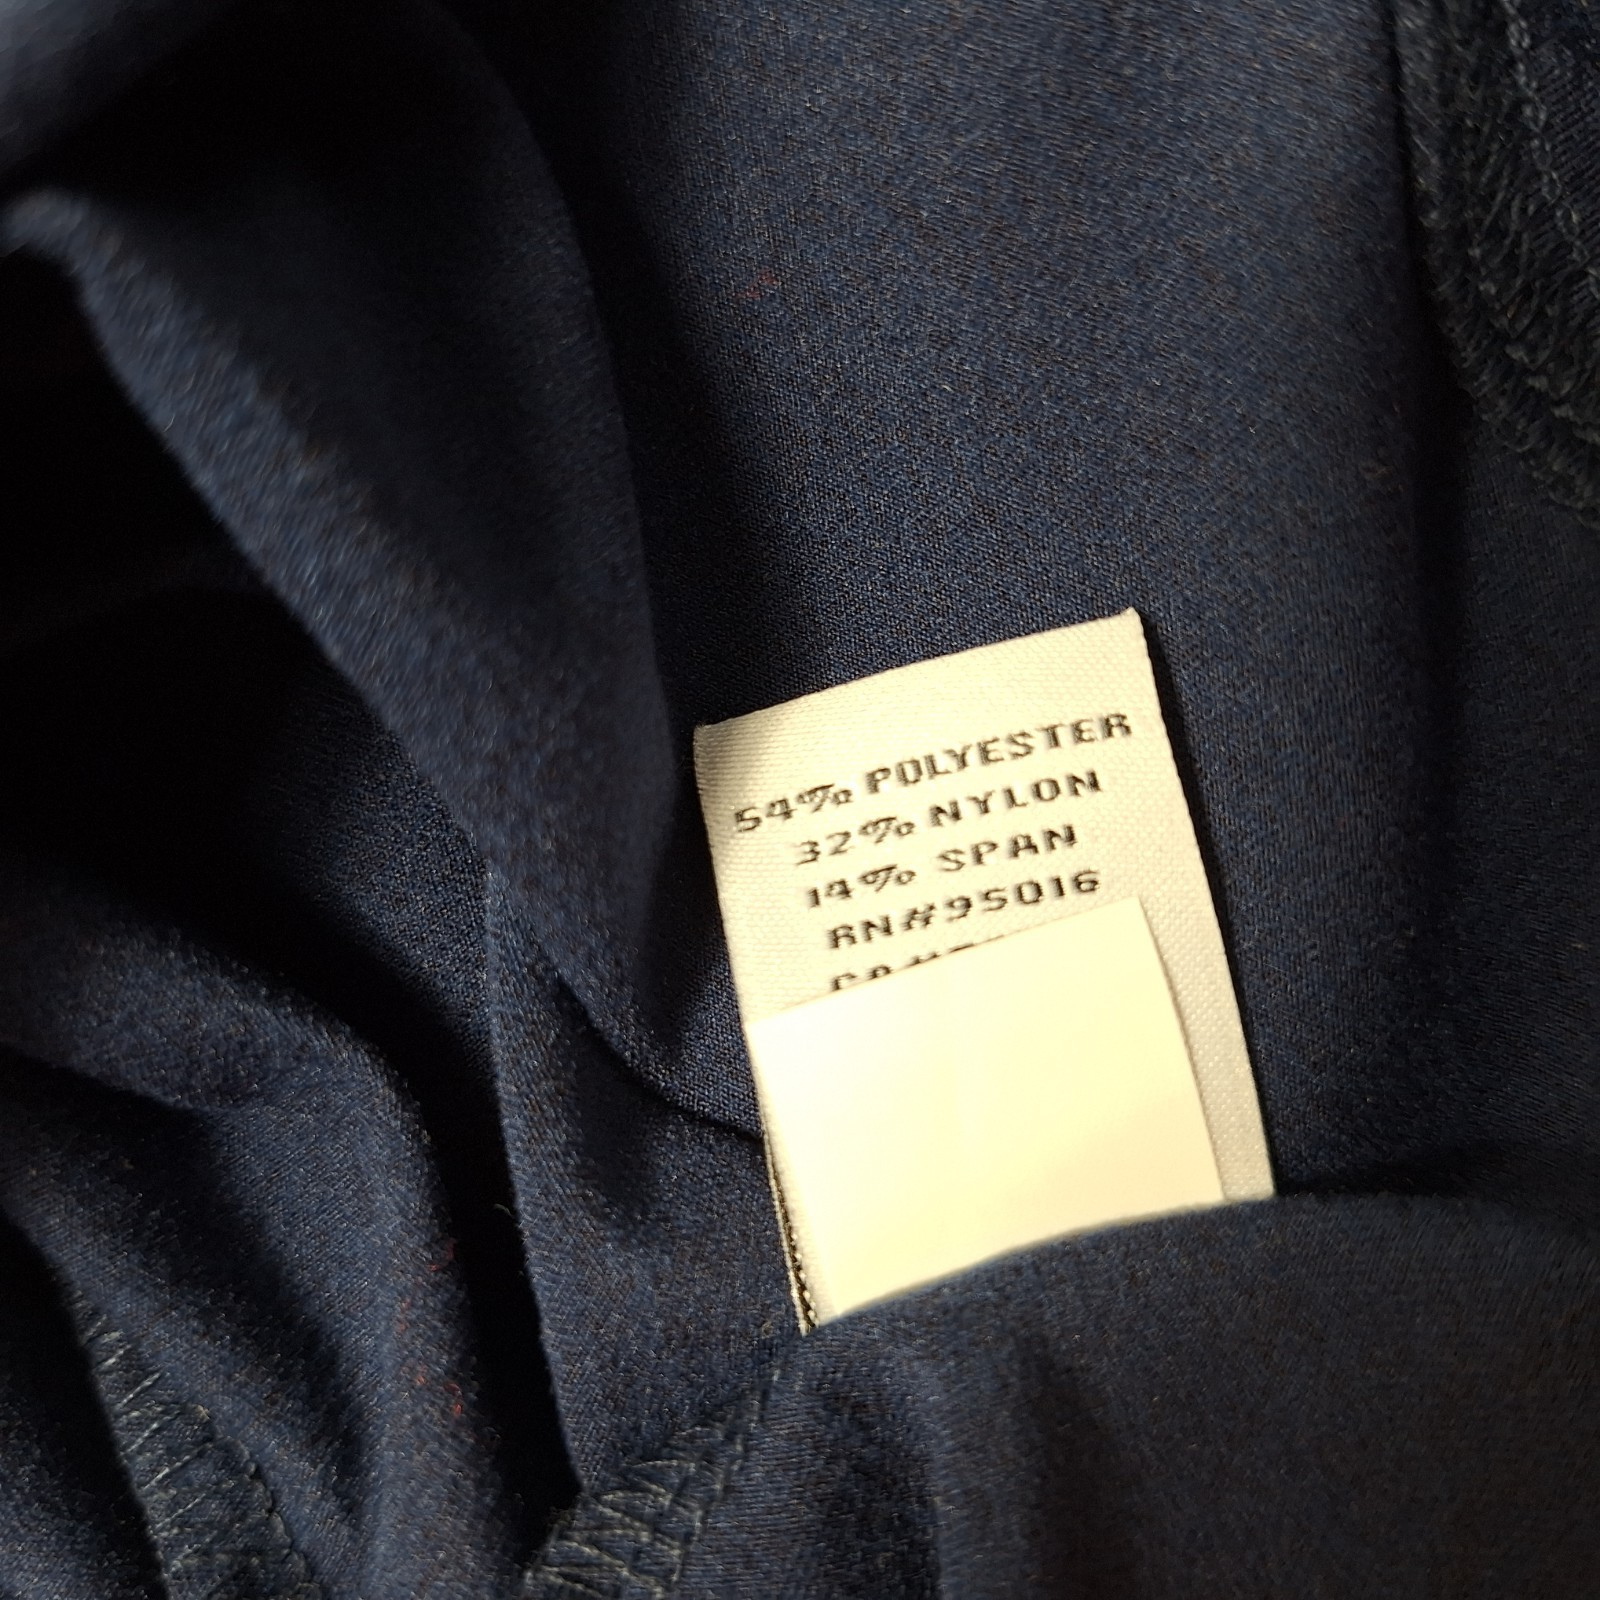 54% POLYESTER
32% NYLON
14% SPAN
RN#95016